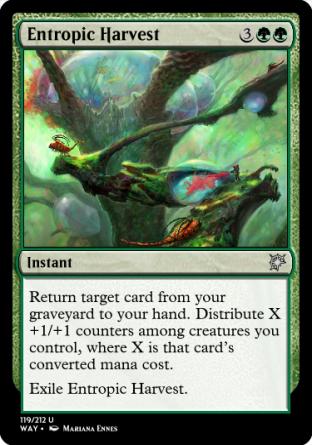 Entropic Harvest 3
Instant
Return target card from your
graveyard to your hand. Distribute X
+1/+1 counters among creatures you
control, where X is that card's
converted mana cost.
Exile Entropic Harvest.
119/212 U
WAY • Mariana Ennes